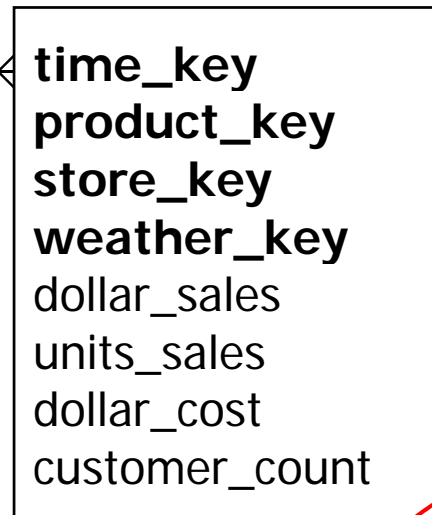 time_key
product_key
store_key
weather_key
dollar_sales
units_sales
dollar_cost
customer_count